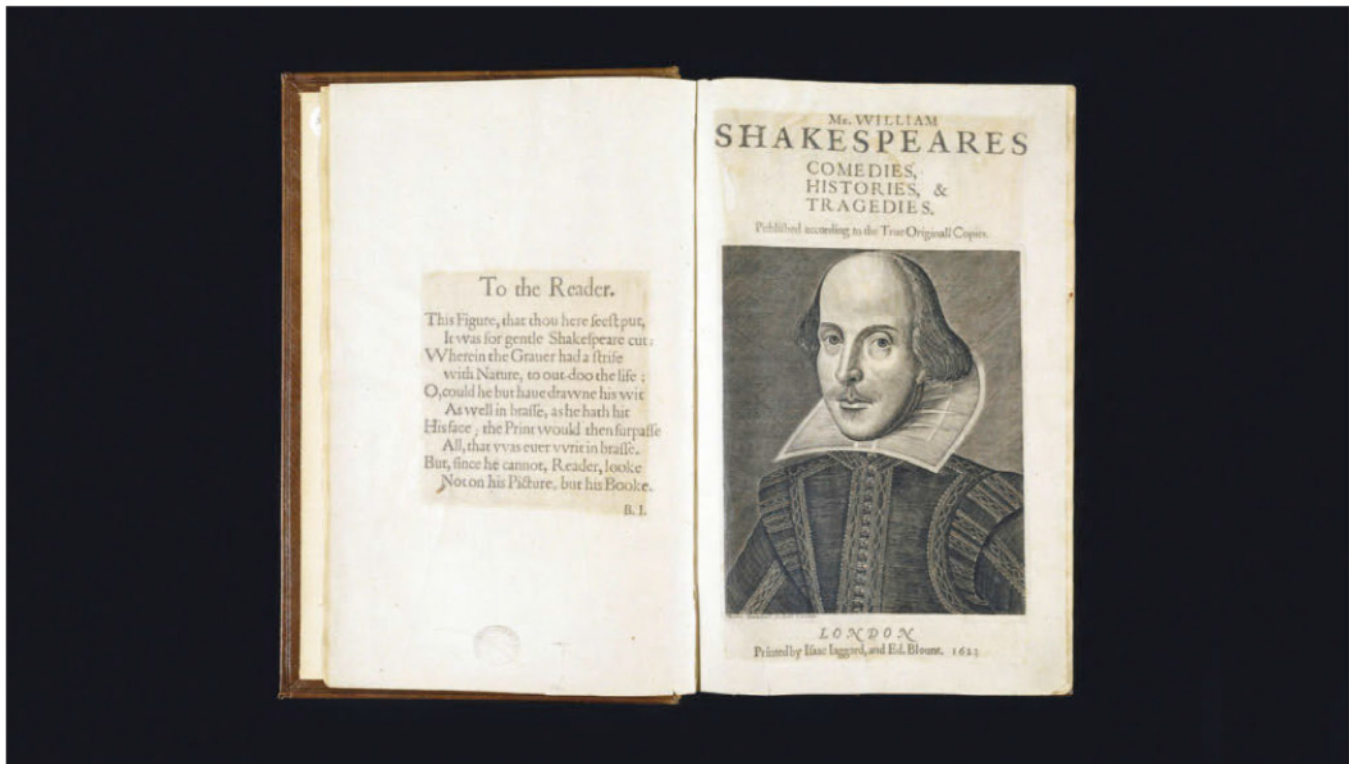 To the Reader.
This Figure, that thou here ſeeſt put,
It was for gentle Shakeſpeare cut:
Wherein the Grauer had a ſtrife
with Nature, to out-doo the life :
O, could he but haue dravvne his wit
As well in braſſe, as he hath hit
His face ; the Print would then ſurpaſſe
All, that vvas euer vvrit in braſſe.
But, ſince he cannot, Reader, looke
Not on his Picture, but his Booke.
B. I.
Mr. WILLIAM
SHAKESPEARES
COMEDIES,
HISTORIES, &
TRAGEDIES.
Publiſhed according to the True Originall Copies.
LONDON
Printed by Iſaac Iaggard, and Ed. Blount. 1623